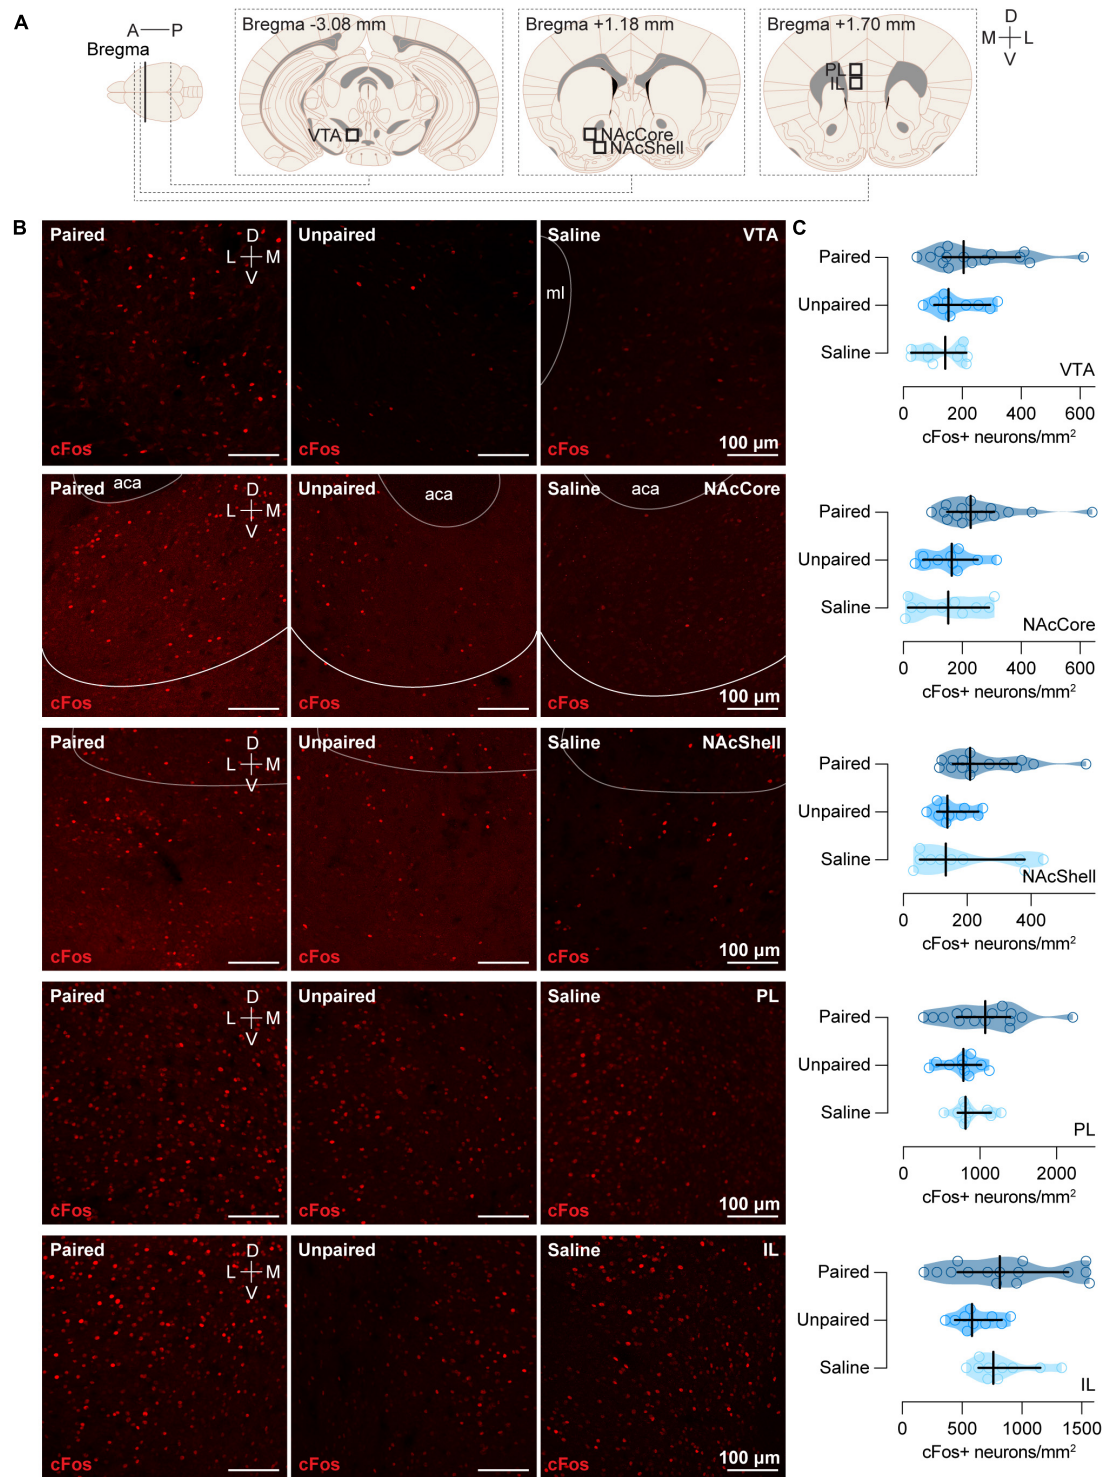 A
A P
Bregma
Bregma -3.08 mm
Bregma +1.18 mm
Bregma +1.70 mm
D
M L
V
VTA
NAcCore
NAcShell
PL
IL
B
Paired
D
L M
V
cFos
Unpaired
cFos
Saline
VTA
ml
cFos
100 µm
Paired
aca
D
L M
V
cFos
Unpaired
aca
cFos
Saline
aca
NAcCore
cFos
100 µm
Paired
D
L M
V
cFos
Unpaired
cFos
Saline
NAcShell
cFos
100 µm
Paired
D
L M
V
cFos
Unpaired
cFos
Saline
PL
cFos
100 µm
Paired
D
L M
V
cFos
Unpaired
cFos
Saline
IL
cFos
100 µm
C
Paired
Unpaired
Saline
VTA
0 200 400 600
cFos+ neurons/mm²
Paired
Unpaired
Saline
NAcCore
0 200 400 600
cFos+ neurons/mm²
Paired
Unpaired
Saline
NAcShell
0 200 400
cFos+ neurons/mm²
Paired
Unpaired
Saline
PL
0 1000 2000
cFos+ neurons/mm²
Paired
Unpaired
Saline
IL
0 500 1000 1500
cFos+ neurons/mm²